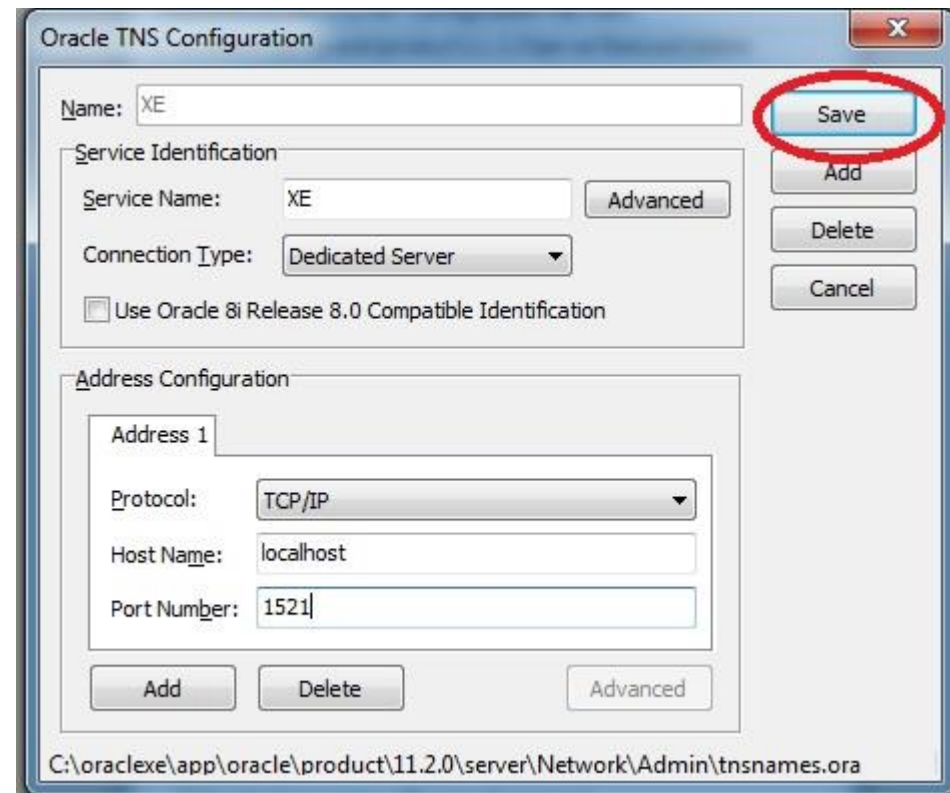 Oracle TNS Configuration
Name: XE
Save
Service Identification
Add
Service Name: XE Advanced
Delete
Connection Type: Dedicated Server
Cancel
Use Oracle 8i Release 8.0 Compatible Identification
Address Configuration
Address 1
Protocol: TCP/IP
Host Name: localhost
Port Number: 1521
Add Delete Advanced
C:\oraclexe\app\oracle\product\11.2.0\server\Network\Admin\tnsnames.ora